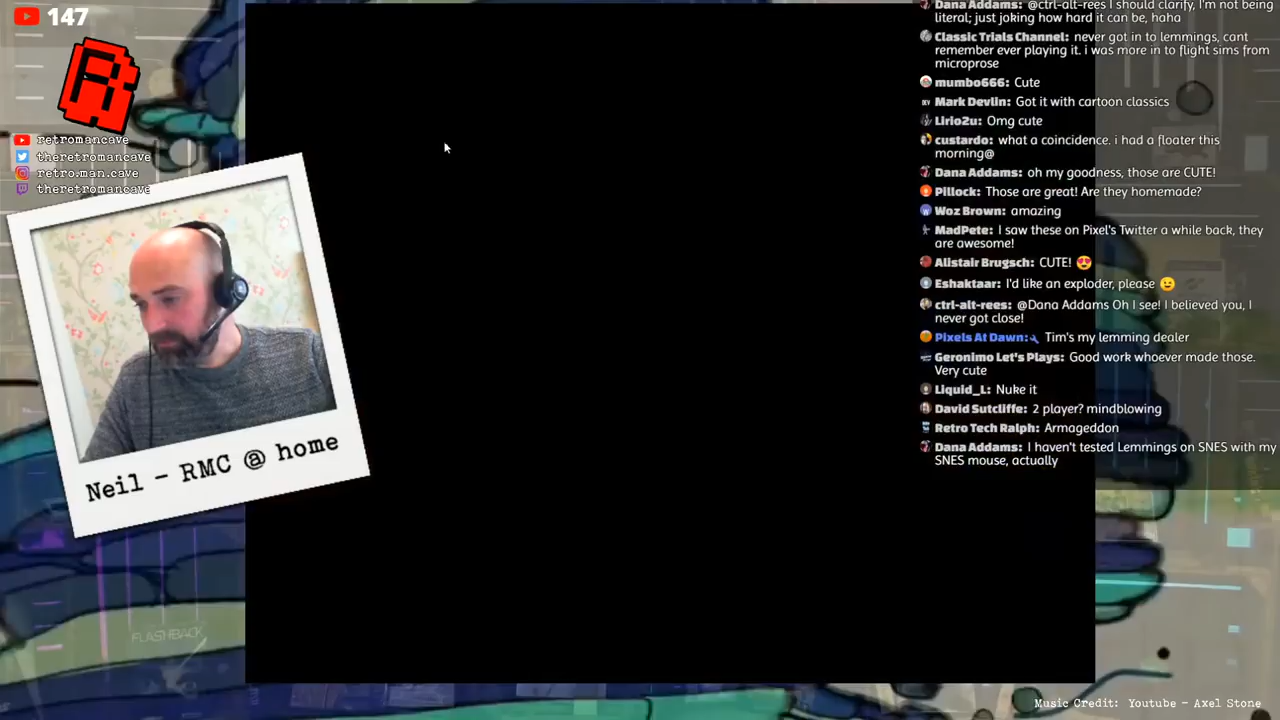 147
retromancave
theretromancave
retro.man.cave
theretromancave
Neil - RMC @ home
FLASHBACK
Dana Addams: @ctrl-alt-rees I should clarify, I'm not being
literal; just joking how hard it can be, haha
Classic Trials Channel: never got in to lemmings, cant
remember ever playing it. i was more in to flight sims from
microprose
mumbo666: Cute
Mark Devlin: Got it with cartoon classics
Lirio2u: Omg cute
custardo: what a coincidence. i had a floater this
morning@
Dana Addams: oh my goodness, those are CUTE!
Pillock: Those are great! Are they homemade?
Woz Brown: amazing
MadPete: I saw these on Pixel's Twitter a while back, they
are awesome!
Alistair Brugsch: CUTE! 😍
Eshaktaar: I'd like an exploder, please 😉
ctrl-alt-rees: @Dana Addams Oh I see! I believed you, I
never got close!
Pixels At Dawn: Tim's my lemming dealer
Geronimo Let's Plays: Good work whoever made those.
Very cute
Liquid_L: Nuke it
David Sutcliffe: 2 player? mindblowing
Retro Tech Ralph: Armageddon
Dana Addams: I haven't tested Lemmings on SNES with my
SNES mouse, actually
Music Credit: Youtube - Axel Stone